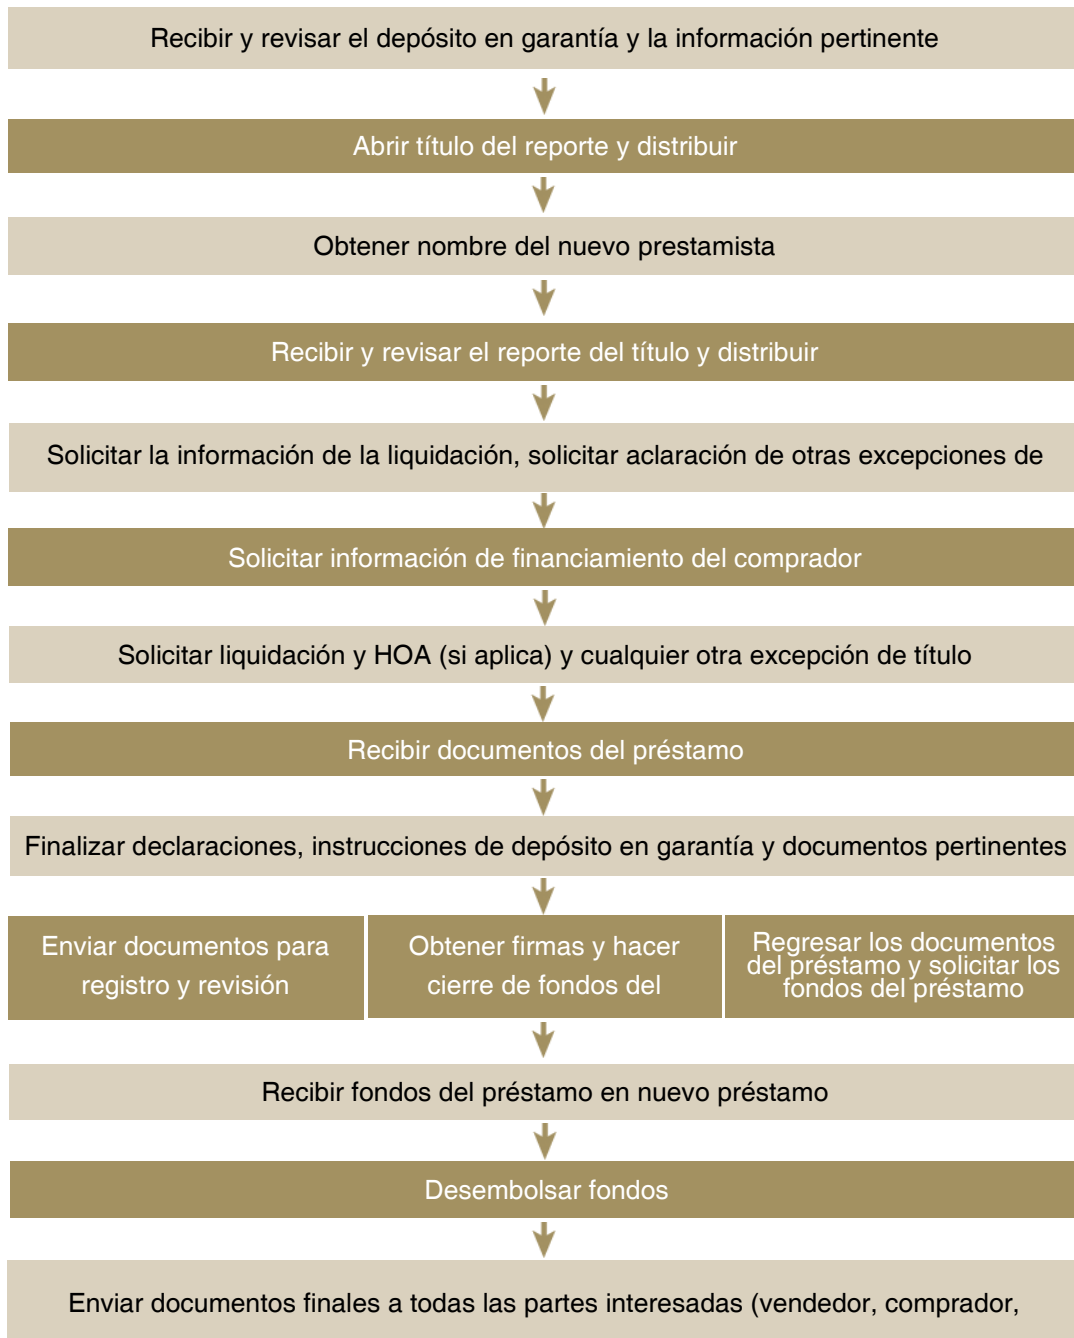 Recibir y revisar el depósito en garantía y la información pertinente
Abrir título del reporte y distribuir
Obtener nombre del nuevo prestamista
Recibir y revisar el reporte del título y distribuir
Solicitar la información de la liquidación, solicitar aclaración de otras excepciones de
Solicitar información de financiamiento del comprador
Solicitar liquidación y HOA (si aplica) y cualquier otra excepción de título
Recibir documentos del préstamo
Finalizar declaraciones, instrucciones de depósito en garantía y documentos pertinentes
Enviar documentos para
registro y revisión
Obtener firmas y hacer
cierre de fondos del
Regresar los documentos
del préstamo y solicitar los
fondos del préstamo
Recibir fondos del préstamo en nuevo préstamo
Desembolsar fondos
Enviar documentos finales a todas las partes interesadas (vendedor, comprador,